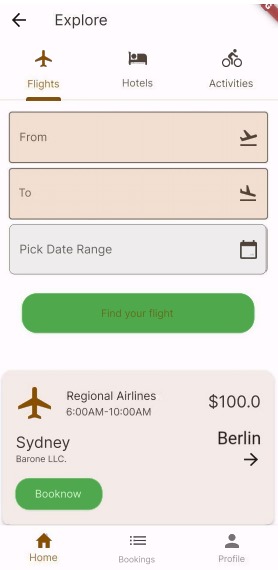 Explore
Flights
Hotels
Activities
From
To
Pick Date Range
Find your flight
Regional Airlines
6:00AM-10:00AM
$100.0
Sydney
Berlin
Barone LLC.
Booknow
Home
Bookings
Profile